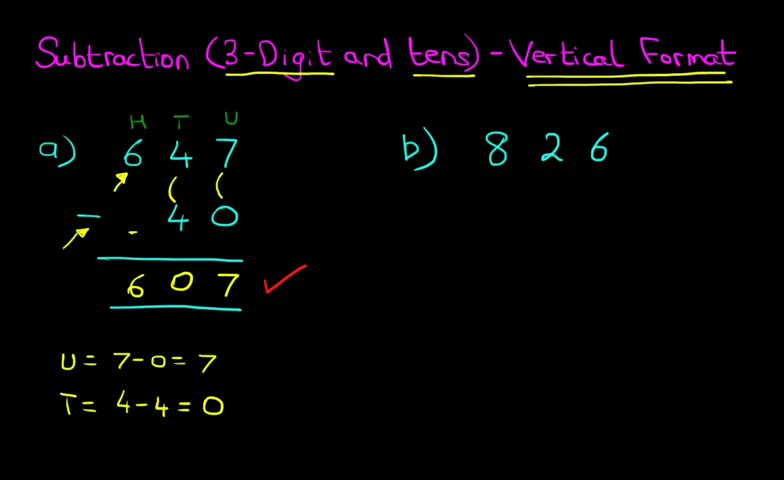 Subtraction (3-Digit and tens) - Vertical Format
H T U
a) 6 4 7
- 4 0
6 0 7
U = 7-0 = 7
T = 4-4 = 0
b) 8 2 6